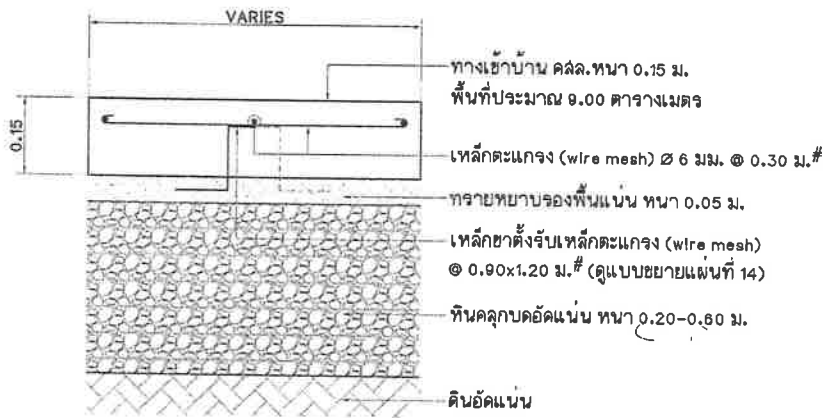 VARIES
ทางเข้าบ้าน คสล.หนา 0.15 ม.
พื้นที่ประมาณ 9.00 ตารางเมตร
0.15
เหล็กตะแกรง (wire mesh) Ø 6 มม. @ 0.30 ม.#
ทรายหยาบรองพื้นแน่น หนา 0.05 ม.
เหล็กขาตั้งรับเหล็กตะแกรง (wire mesh)
@ 0.90x1.20 ม.# (ดูแบบขยายแผ่นที่ 14)
หินคลุกบดอัดแน่น หนา 0.20-0.60 ม.
ดินอัดแน่น